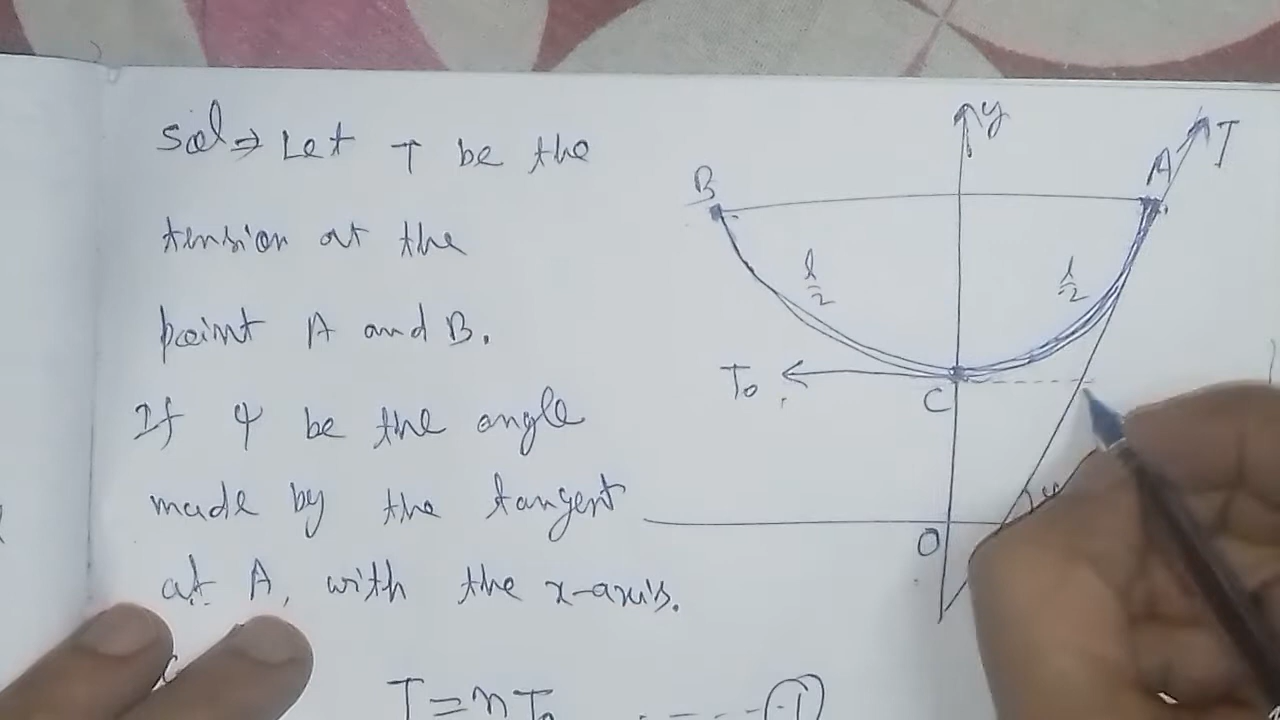 Sol ⇒ Let T be the
tension at the
point A and B.
If ψ be the angle
made by the tangent
at A, with the x-axis.
T = nT₀ ----- ①
y
B
A
T
l/2
l/2
T₀
C
ψ
O